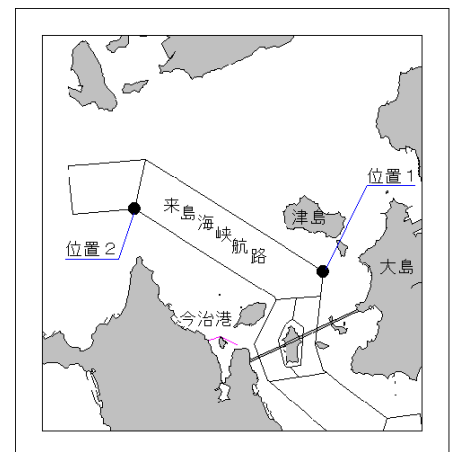 位置1
来島海峡航路
津島
位置2
大島
今治港